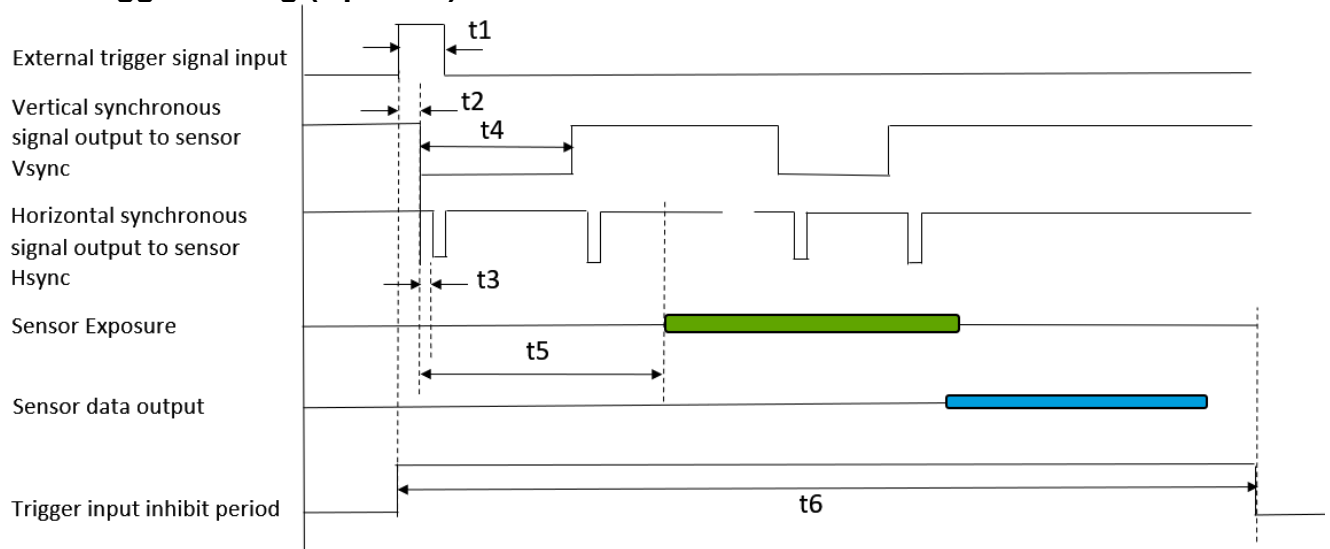 External trigger signal input
t1
Vertical synchronous
signal output to sensor
Vsync
t2
t4
Horizontal synchronous
signal output to sensor
Hsync
t3
Sensor Exposure
t5
Sensor data output
Trigger input inhibit period
t6